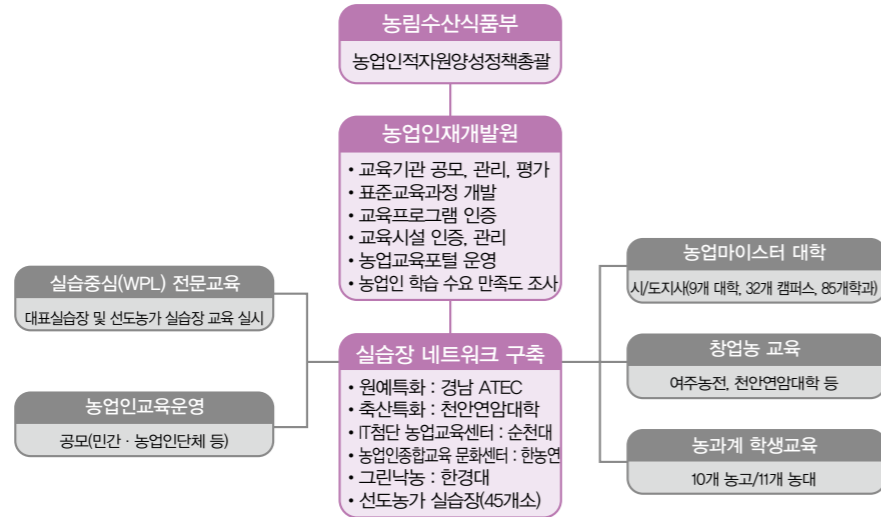 농림수산식품부
농업인적자원양성정책총괄
농업인재개발원
• 교육기관 공모, 관리, 평가
• 표준교육과정 개발
• 교육프로그램 인증
• 교육시설 인증, 관리
• 농업교육포털 운영
• 농업인 학습 수요 만족도 조사
실습중심(WPL) 전문교육
대표실습장 및 선도농가 실습장 교육 실시
농업인교육운영
공모(민간 · 농업인단체 등)
실습장 네트워크 구축
• 원예특화 : 경남 ATEC
• 축산특화 : 천안연암대학
• IT첨단 농업교육센터 : 순천대
• 농업인종합교육 문화센터 : 한농연
• 그린낙농 : 한경대
• 선도농가 실습장(45개소)
농업마이스터 대학
시/도지사(9개 대학, 32개 캠퍼스, 85개학과)
창업농 교육
여주농전, 천안연암대학 등
농과계 학생교육
10개 농고/11개 농대